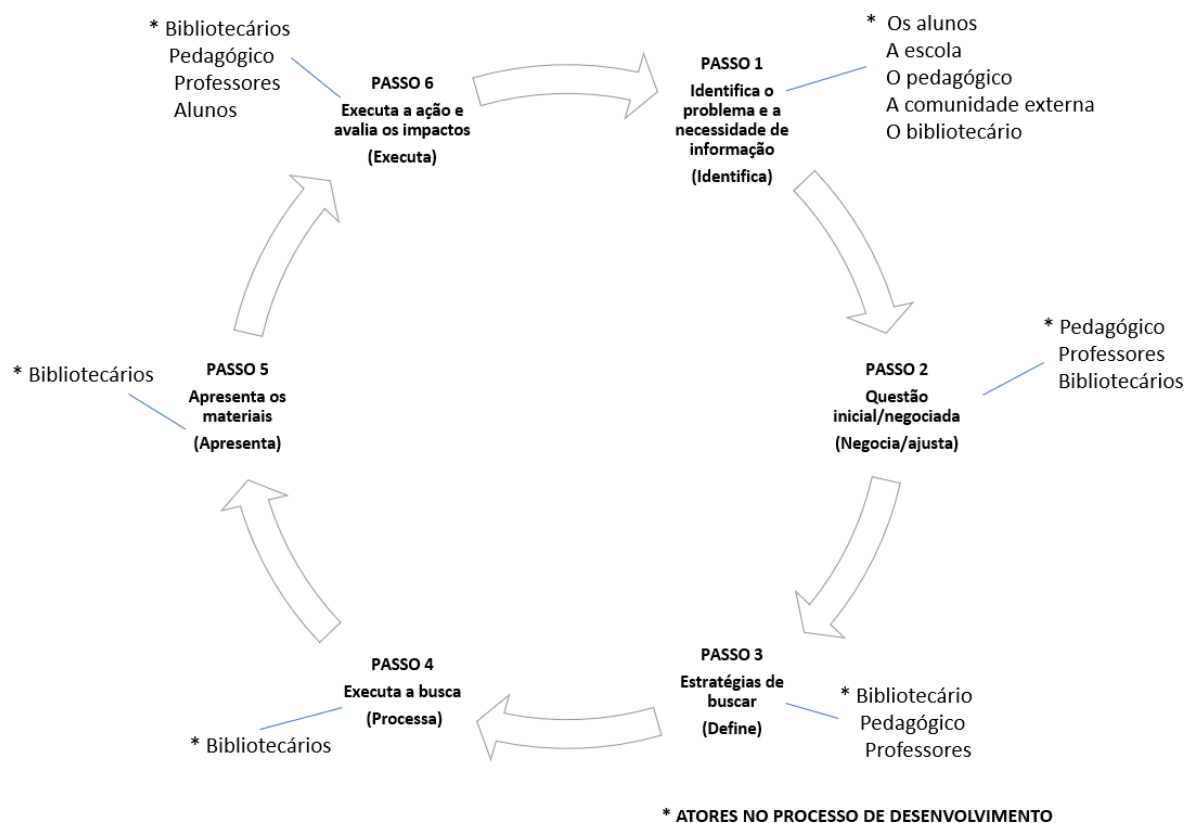 PASSO 1
Identifica o
problema e a
necessidade de
informação
(Identifica)
* Os alunos
A escola
O pedagógico
A comunidade externa
O bibliotecário
PASSO 2
Questão
inicial/negociada
(Negocia/ajusta)
* Pedagógico
Professores
Bibliotecários
PASSO 3
Estratégias de
buscar
(Define)
* Bibliotecário
Pedagógico
Professores
PASSO 4
Executa a busca
(Processa)
* Bibliotecários
PASSO 5
Apresenta os
materiais
(Apresenta)
* Bibliotecários
PASSO 6
Executa a ação e
avalia os impactos
(Executa)
* Bibliotecários
Pedagógico
Professores
Alunos
* ATORES NO PROCESSO DE DESENVOLVIMENTO